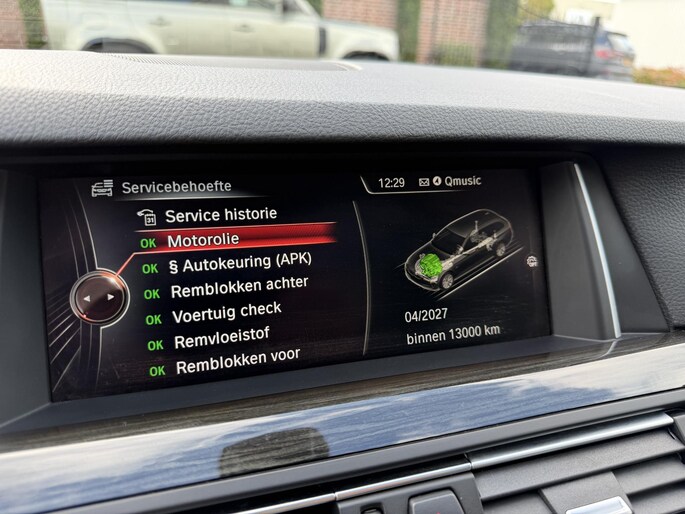 Servicebehoefte
12:29 Qmusic
Service historie
OK Motorolie
OK § Autokeuring (APK)
OK Remblokken achter
OK Voertuig check
OK Remvloeistof
OK Remblokken voor
04/2027
binnen 13000 km